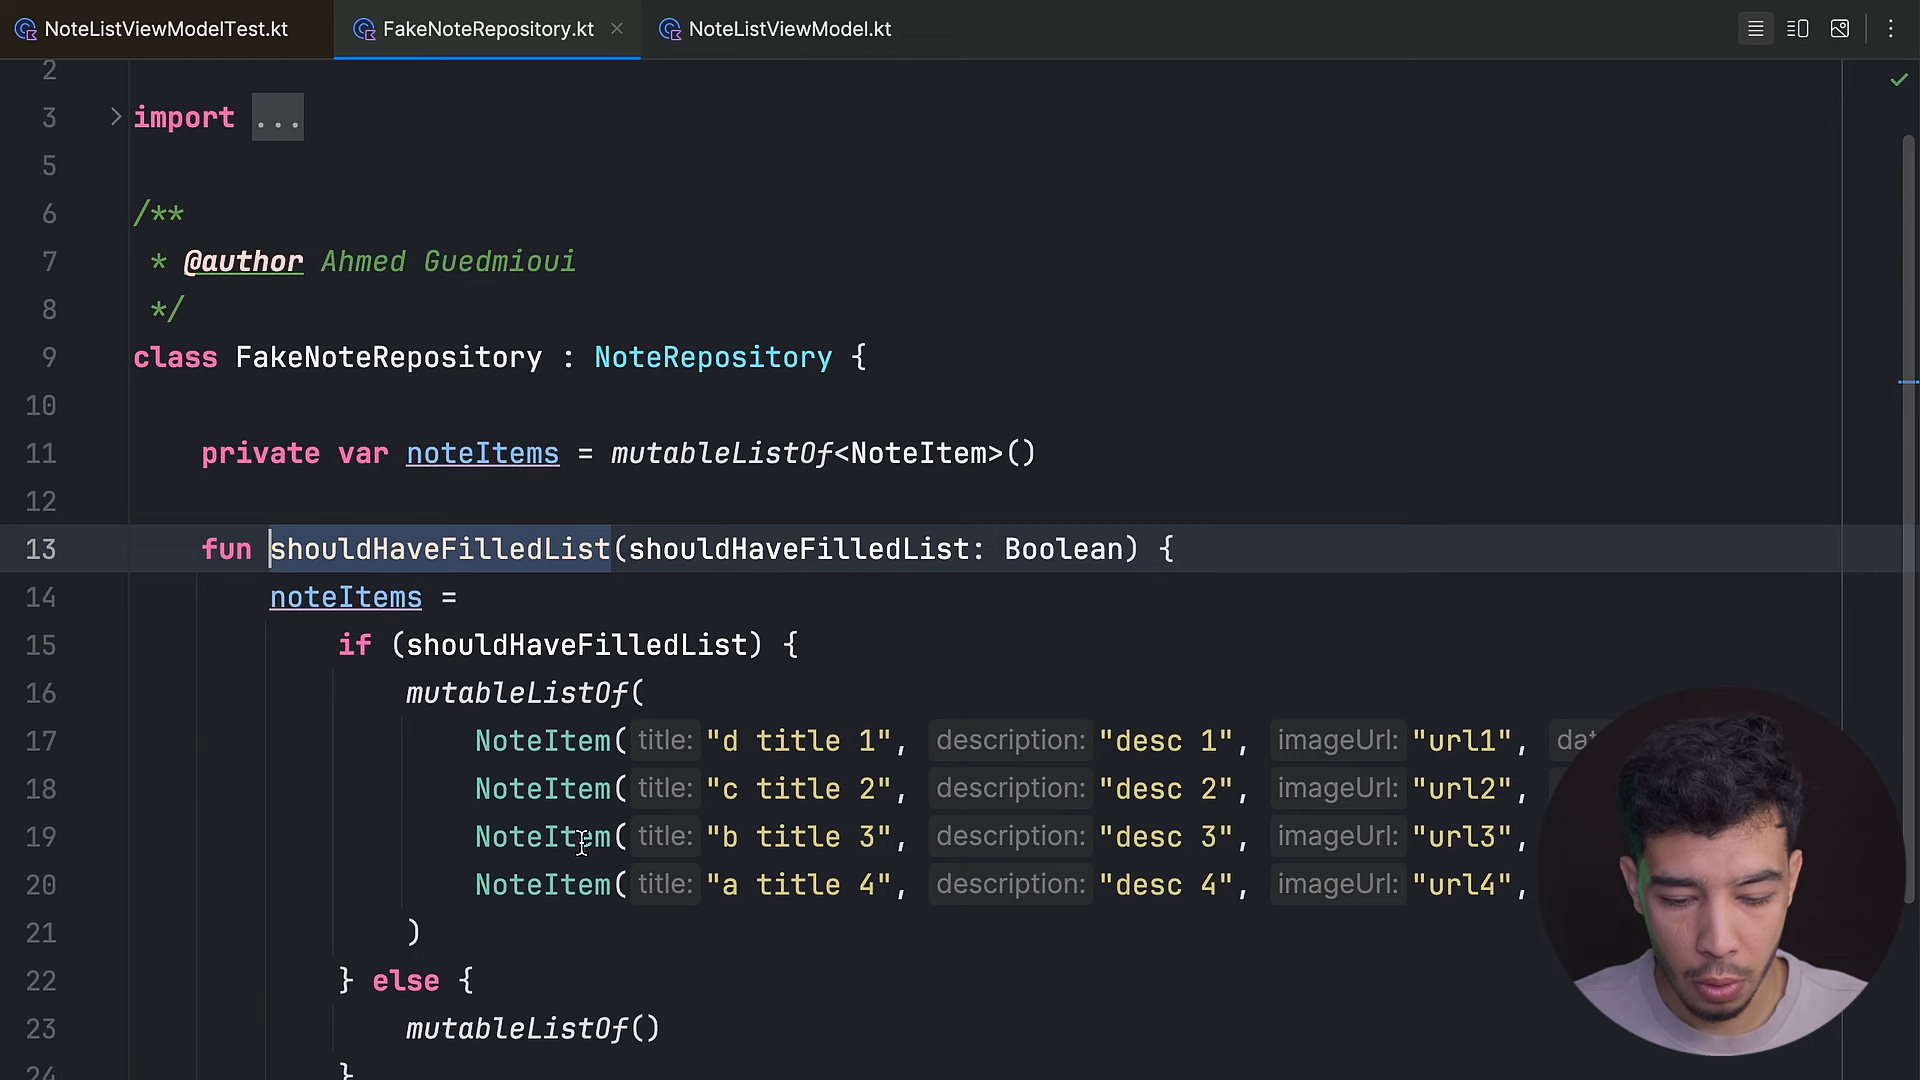 NoteListViewModelTest.kt
FakeNoteRepository.kt
NoteListViewModel.kt
2
3 import ...
5
6 /**
7 * @author Ahmed Guedmioui
8 */
9 class FakeNoteRepository : NoteRepository {
10
11 private var noteItems = mutableListOf<NoteItem>()
12
13 fun shouldHaveFilledList(shouldHaveFilledList: Boolean) {
14 noteItems =
15 if (shouldHaveFilledList) {
16 mutableListOf(
17 NoteItem( title: "d title 1", description: "desc 1", imageUrl: "url1", dat
18 NoteItem( title: "c title 2", description: "desc 2", imageUrl: "url2",
19 NoteItem( title: "b title 3", description: "desc 3", imageUrl: "url3",
20 NoteItem( title: "a title 4", description: "desc 4", imageUrl: "url4",
21 )
22 } else {
23 mutableListOf()
24 }